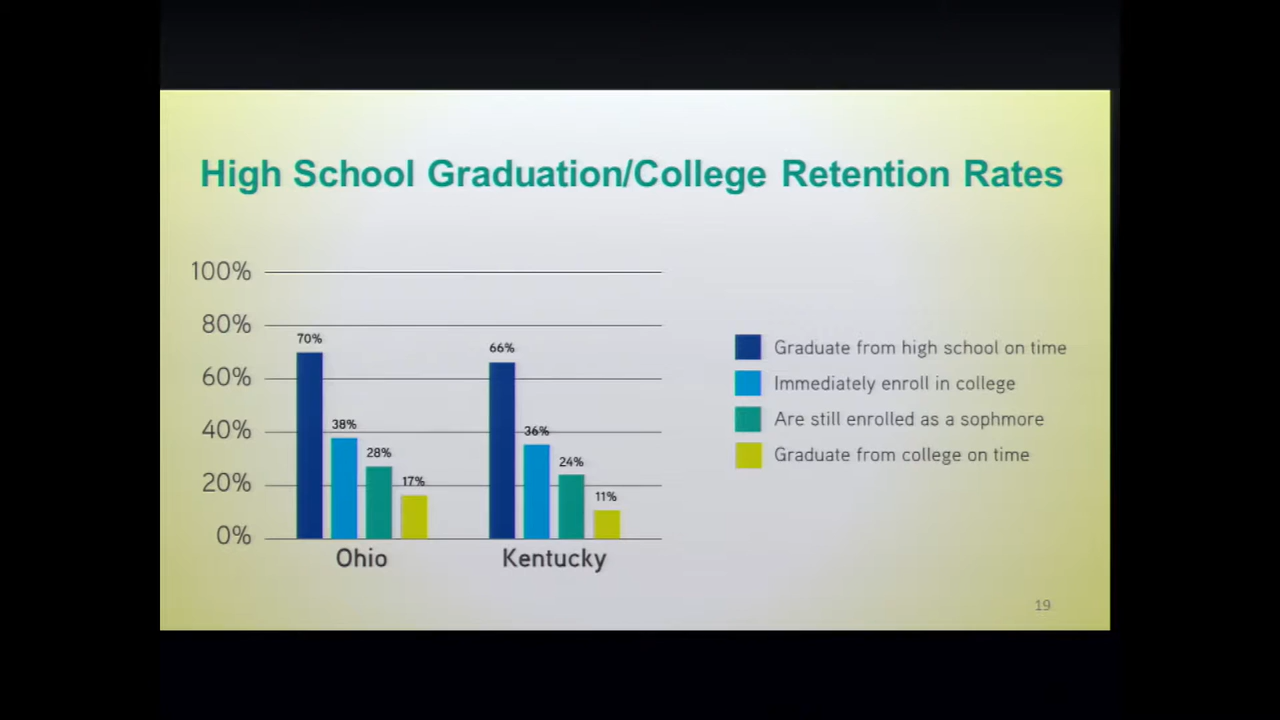 High School Graduation/College Retention Rates
100%
80%
60%
40%
20%
0%
70%
38%
28%
17%
66%
36%
24%
11%
Ohio
Kentucky
Graduate from high school on time
Immediately enroll in college
Are still enrolled as a sophmore
Graduate from college on time
19